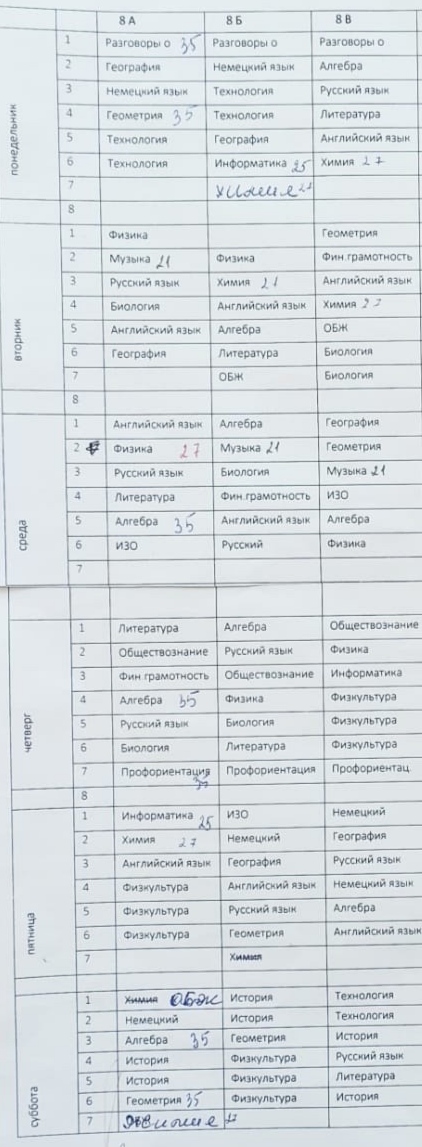 8 А 8 Б 8 В
понедельник
1 Разговоры о 35 Разговоры о Разговоры о
2 География Немецкий язык Алгебра
3 Немецкий язык Технология Русский язык
4 Геометрия 35 Технология Литература
5 Технология География Английский язык
6 Технология Информатика 25 Химия 27
7 Химия
8
вторник
1 Физика Геометрия
2 Музыка 21 Физика Фин.грамотность
3 Русский язык Химия 27 Английский язык
4 Биология Английский язык Химия 27
5 Английский язык Алгебра ОБЖ
6 География Литература Биология
7 ОБЖ Биология
8
среда
1 Английский язык Алгебра География
2 Физика 27 Музыка 21 Геометрия
3 Русский язык Биология Музыка 21
4 Литература Фин.грамотность ИЗО
5 Алгебра 35 Английский язык Алгебра
6 ИЗО Русский Физика
7
четверг
1 Литература Алгебра Обществознание
2 Обществознание Русский язык Физика
3 Фин.грамотность Обществознание Информатика
4 Алгебра 35 Физика Физкультура
5 Русский язык Биология Физкультура
6 Биология Литература Физкультура
7 Профориентация 35 Профориентация Профориентац
8
пятница
1 Информатика 25 ИЗО Немецкий
2 Химия 27 Немецкий География
3 Английский язык География Русский язык
4 Физкультура Английский язык Немецкий язык
5 Физкультура Русский язык Алгебра
6 Физкультура Геометрия Английский язык
7 Химия
суббота
1 Химия ОБЖ История Технология
2 Немецкий История Технология
3 Алгебра 35 Геометрия История
4 История Физкультура Русский язык
5 История Физкультура Литература
6 Геометрия 35 Физкультура История
7